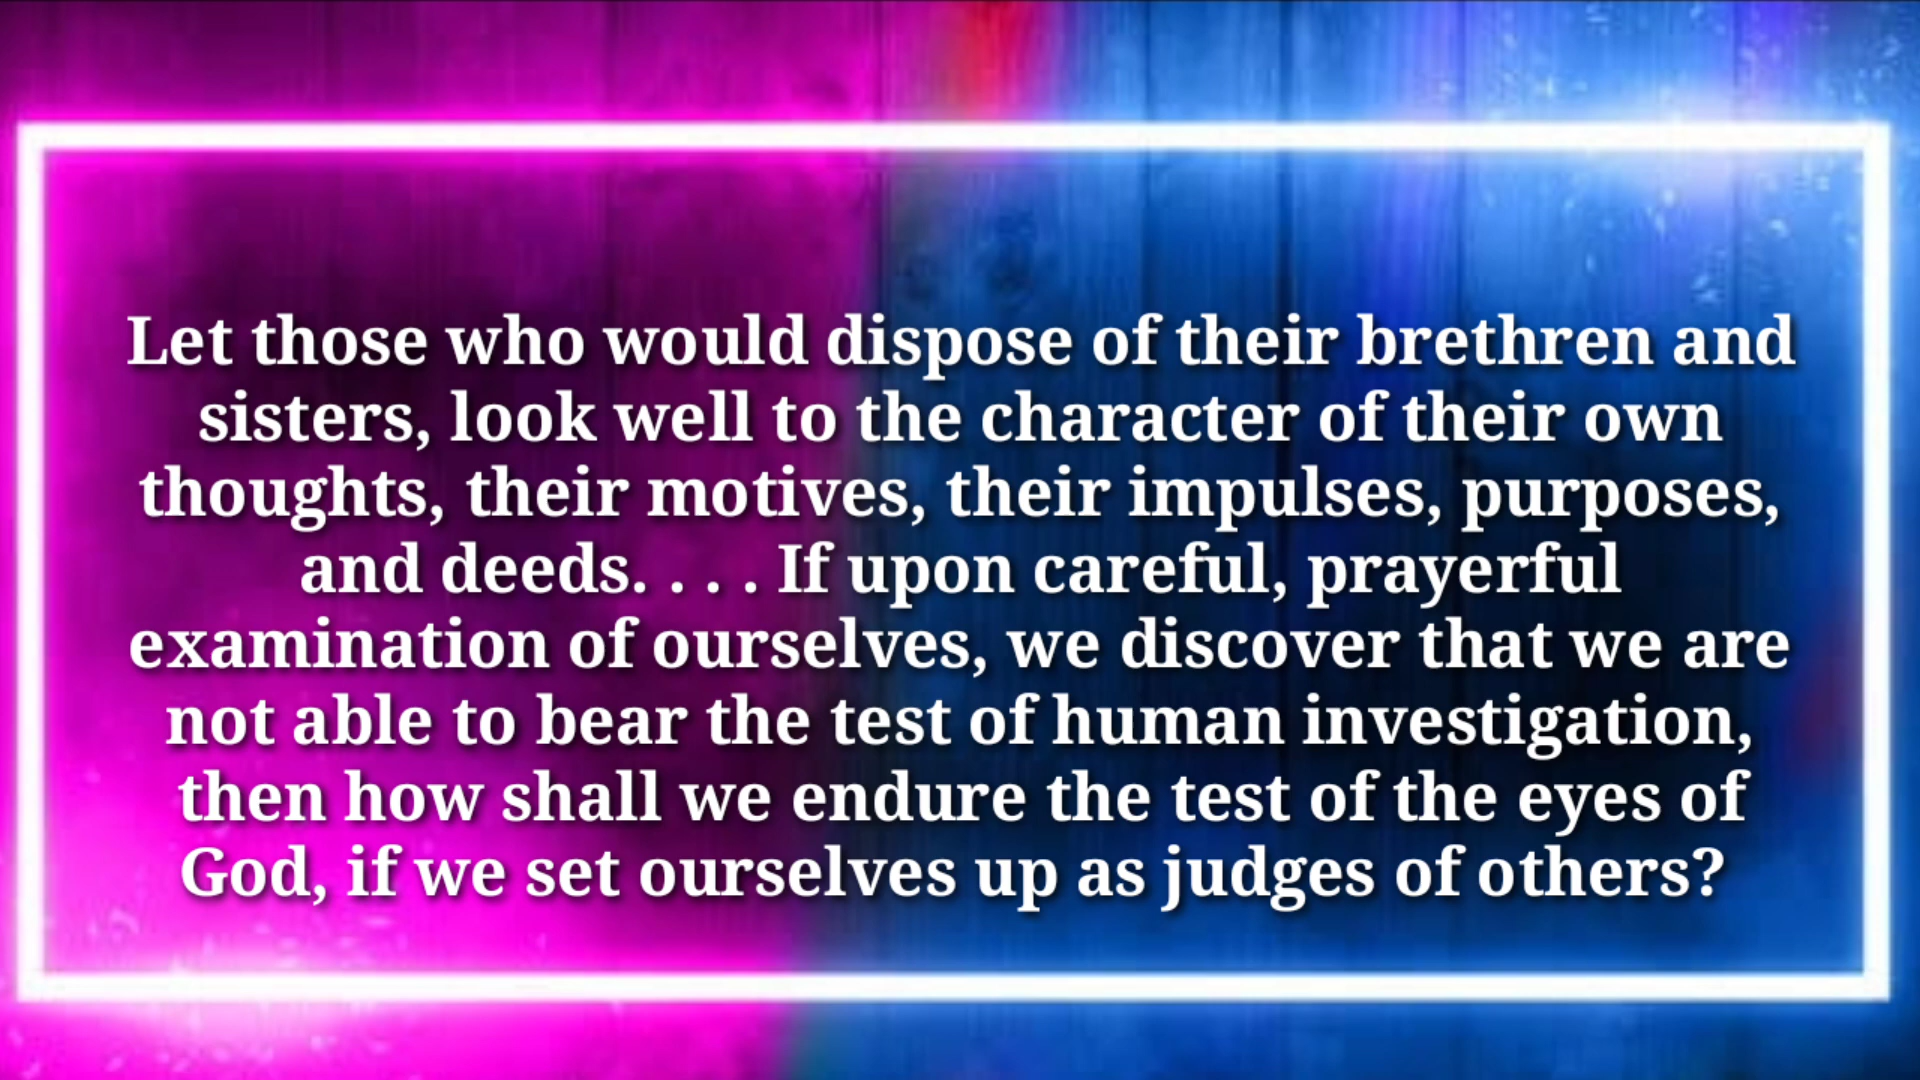 Let those who would dispose of their brethren and
sisters, look well to the character of their own
thoughts, their motives, their impulses, purposes,
and deeds. . . . If upon careful, prayerful
examination of ourselves, we discover that we are
not able to bear the test of human investigation,
then how shall we endure the test of the eyes of
God, if we set ourselves up as judges of others?